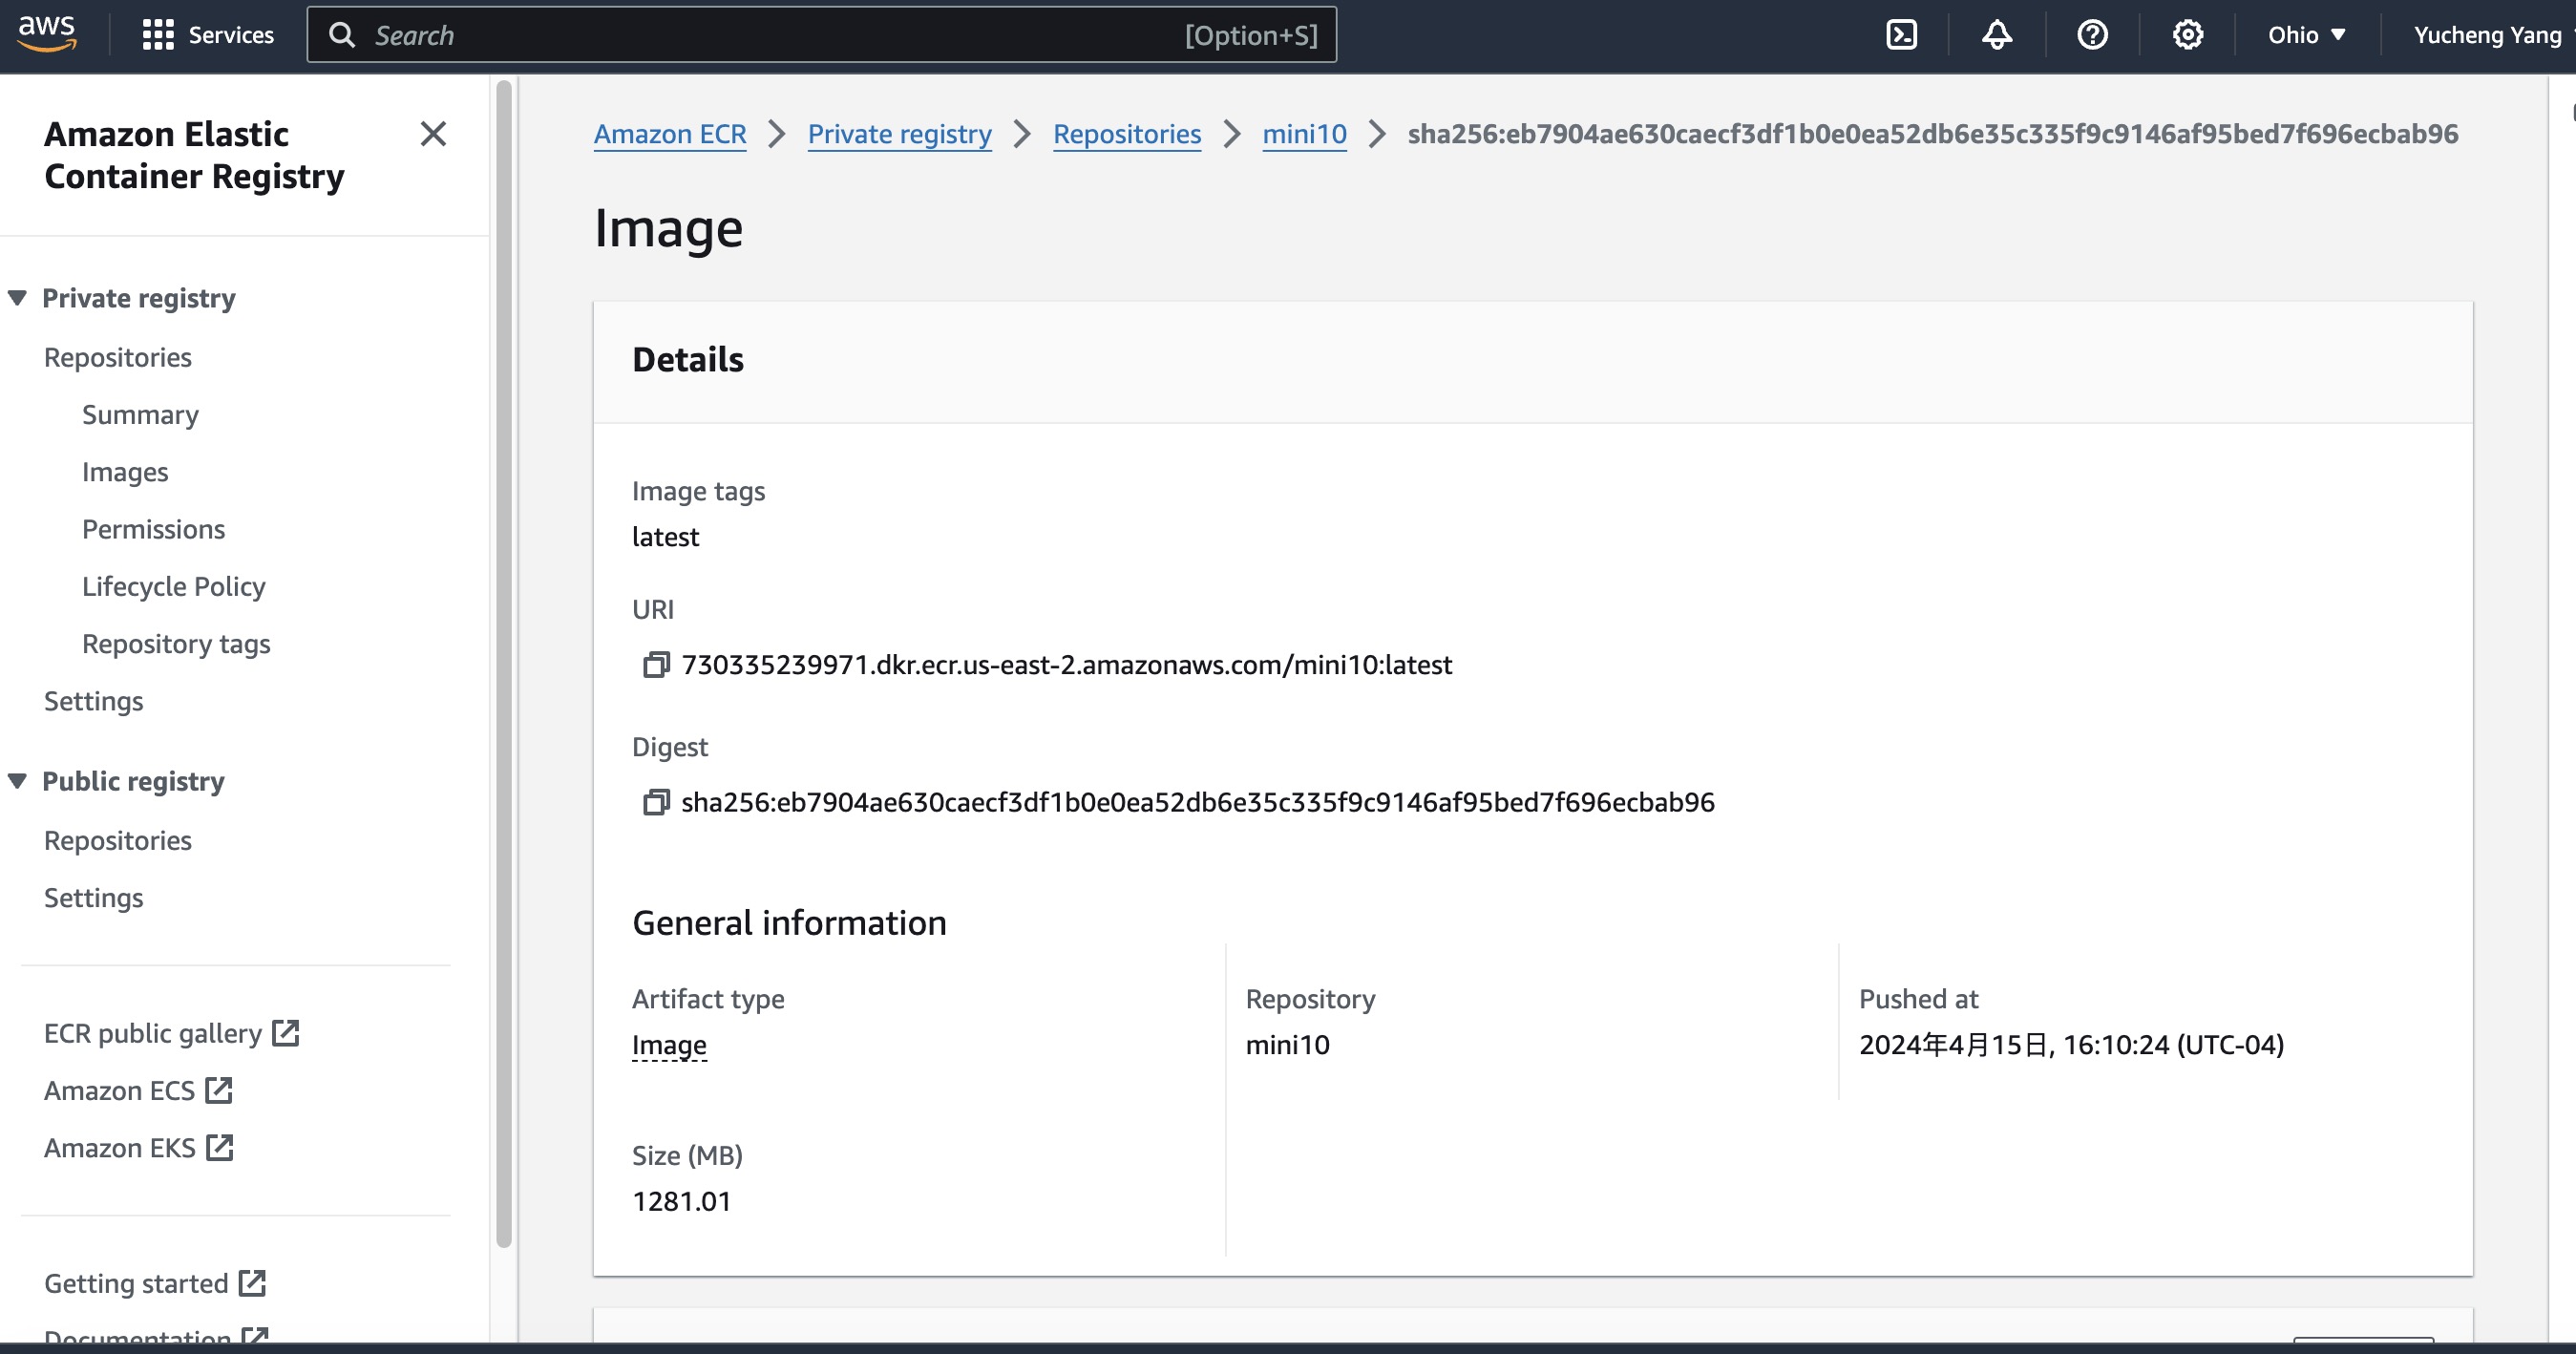 aws
Services
Search
[Option+S]
Ohio
Yucheng Yang
Amazon Elastic
Container Registry
Private registry
Repositories
Summary
Images
Permissions
Lifecycle Policy
Repository tags
Settings
Public registry
Repositories
Settings
ECR public gallery
Amazon ECS
Amazon EKS
Getting started
Documentation
Amazon ECR
Private registry
Repositories
mini10
sha256:eb7904ae630caecf3df1b0e0ea52db6e35c335f9c9146af95bed7f696ecbab96
Image
Details
Image tags
latest
URI
730335239971.dkr.ecr.us-east-2.amazonaws.com/mini10:latest
Digest
sha256:eb7904ae630caecf3df1b0e0ea52db6e35c335f9c9146af95bed7f696ecbab96
General information
Artifact type
Image
Repository
mini10
Pushed at
2024年4月15日, 16:10:24 (UTC-04)
Size (MB)
1281.01